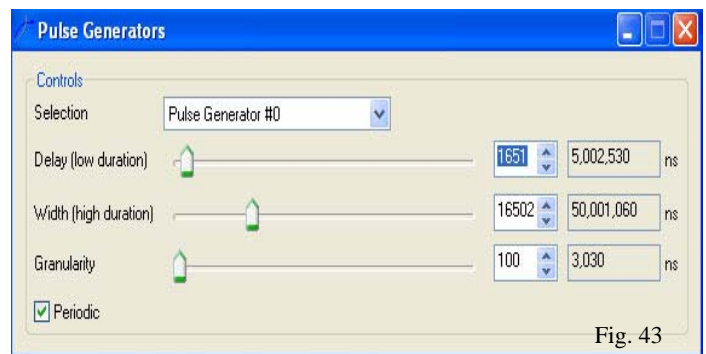 Pulse Generators
Controls
Selection Pulse Generator #0
Delay (low duration) 1651 5,002,530 ns
Width (high duration) 16502 50,001,060 ns
Granularity 100 3,030 ns
Periodic
Fig. 43